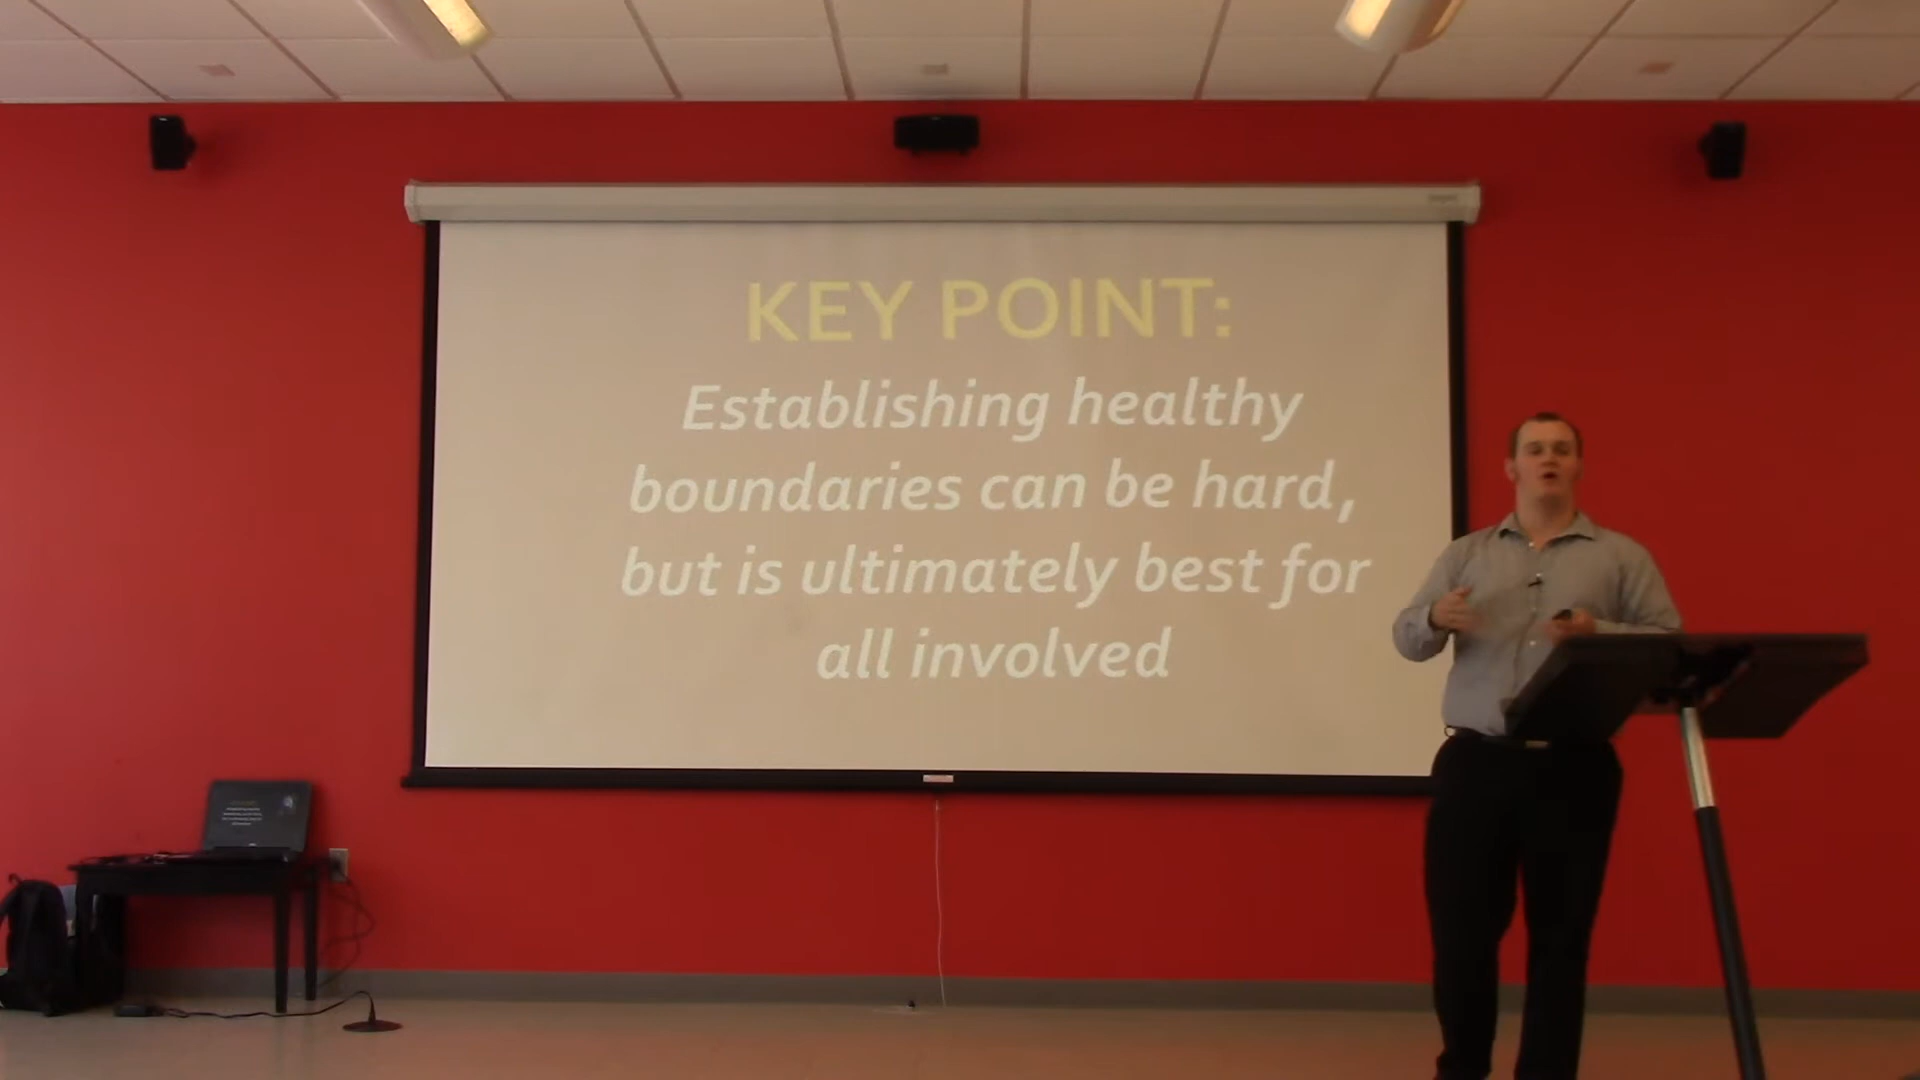 KEY POINT:
Establishing healthy
boundaries can be hard,
but is ultimately best for
all involved